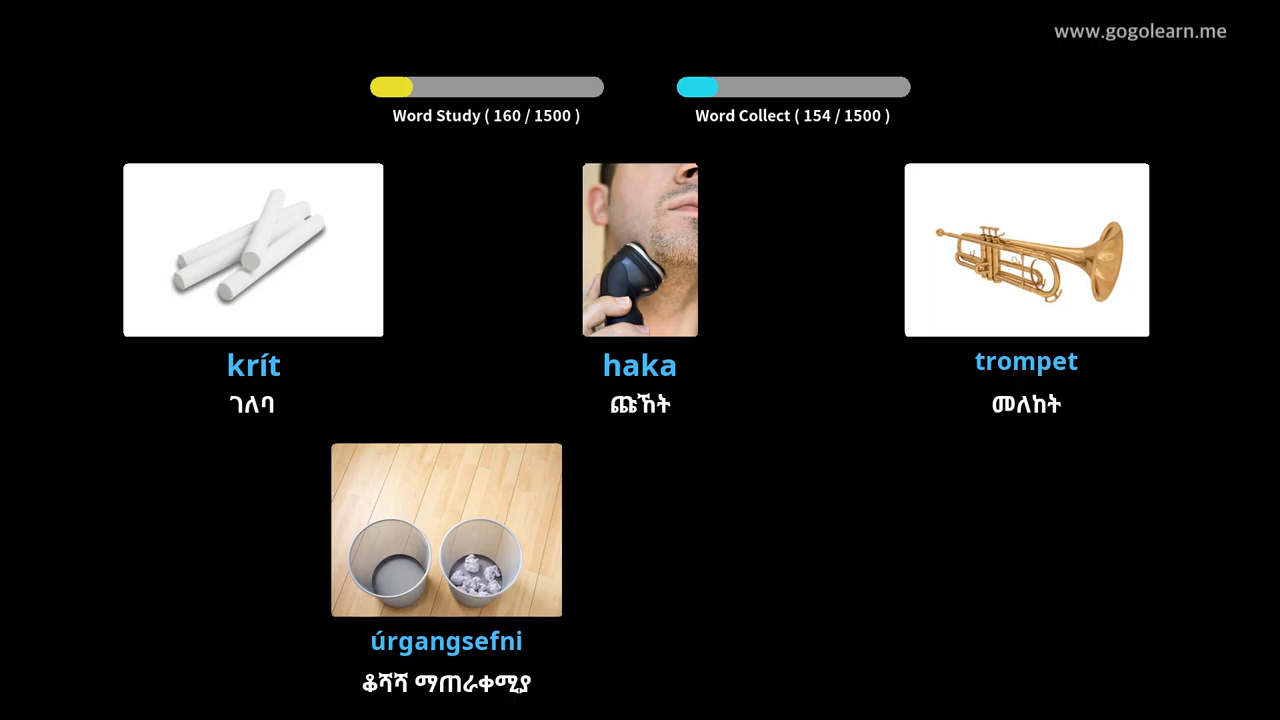 www.gogolearn.me
Word Study ( 160 / 1500 )
Word Collect ( 154 / 1500 )
krít
ገለባ
haka
ጩኸት
trompet
መለከት
úrgangsefni
ቆሻሻ ማጠራቀሚያ